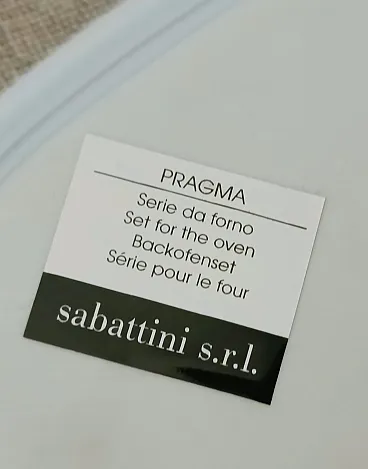 PRAGMA
Serie da forno
Set for the oven
Backofenset
Série pour le four
sabattini s.r.l.